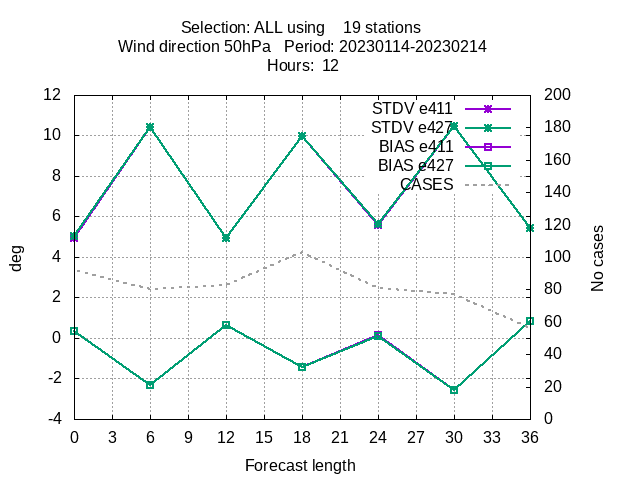 Selection: ALL using    19 stations
Wind direction 50hPa   Period: 20230114-20230214
Hours:  12
12
10
8
6
4
2
0
-2
-4
deg
200
180
160
140
120
100
80
60
40
20
0
No cases
STDV e411
STDV e427
BIAS e411
BIAS e427
CASES
0 3 6 9 12 15 18 21 24 27 30 33 36
Forecast length